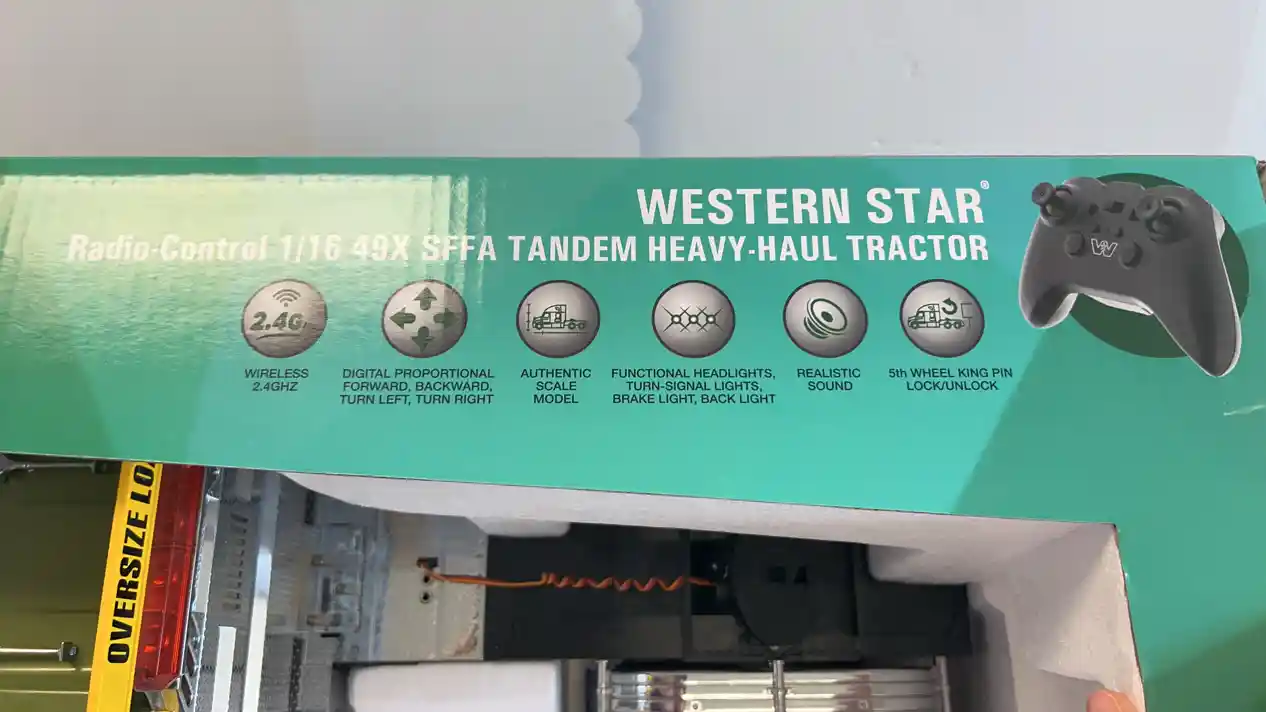 WESTERN STAR®
Radio-Control 1/16 49X SFFA TANDEM HEAVY-HAUL TRACTOR
2.4G
WIRELESS
2.4GHZ
DIGITAL PROPORTIONAL
FORWARD, BACKWARD,
TURN LEFT, TURN RIGHT
AUTHENTIC
SCALE
MODEL
FUNCTIONAL HEADLIGHTS,
TURN-SIGNAL LIGHTS,
BRAKE LIGHT, BACK LIGHT
REALISTIC
SOUND
5th WHEEL KING PIN
LOCK/UNLOCK
OVERSIZE